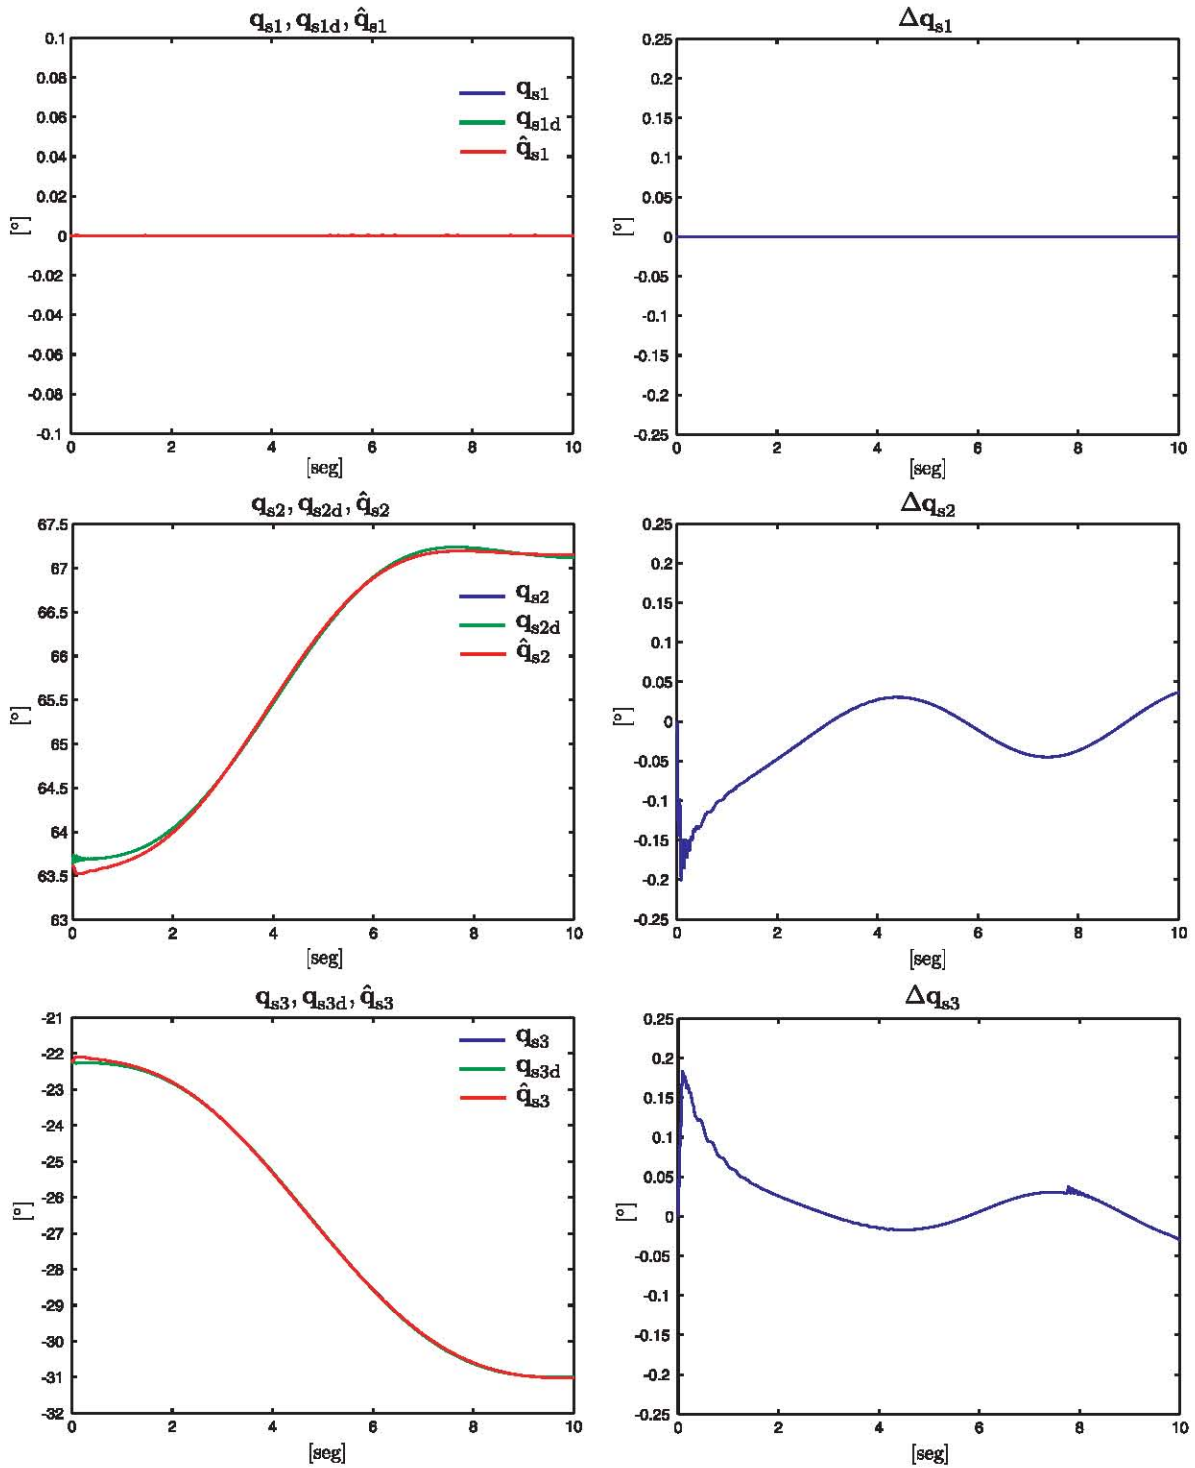 q_s1, q_s1d, q̂_s1
0.1
0.08
0.06
0.04
0.02
0
-0.02
-0.04
-0.06
-0.08
-0.1
[°]
q_s1
q_s1d
q̂_s1
0 2 4 6 8 10
[seg]
Δq_s1
0.25
0.2
0.15
0.1
0.05
0
-0.05
-0.1
-0.15
-0.2
-0.25
[°]
0 2 4 6 8 10
[seg]
q_s2, q_s2d, q̂_s2
67.5
67
66.5
66
65.5
65
64.5
64
63.5
63
[°]
q_s2
q_s2d
q̂_s2
0 2 4 6 8 10
[seg]
Δq_s2
0.25
0.2
0.15
0.1
0.05
0
-0.05
-0.1
-0.15
-0.2
-0.25
[°]
0 2 4 6 8 10
[seg]
q_s3, q_s3d, q̂_s3
-21
-22
-23
-24
-25
-26
-27
-28
-29
-30
-31
-32
[°]
q_s3
q_s3d
q̂_s3
0 2 4 6 8 10
[seg]
Δq_s3
0.25
0.2
0.15
0.1
0.05
0
-0.05
-0.1
-0.15
-0.2
-0.25
[°]
0 2 4 6 8 10
[seg]